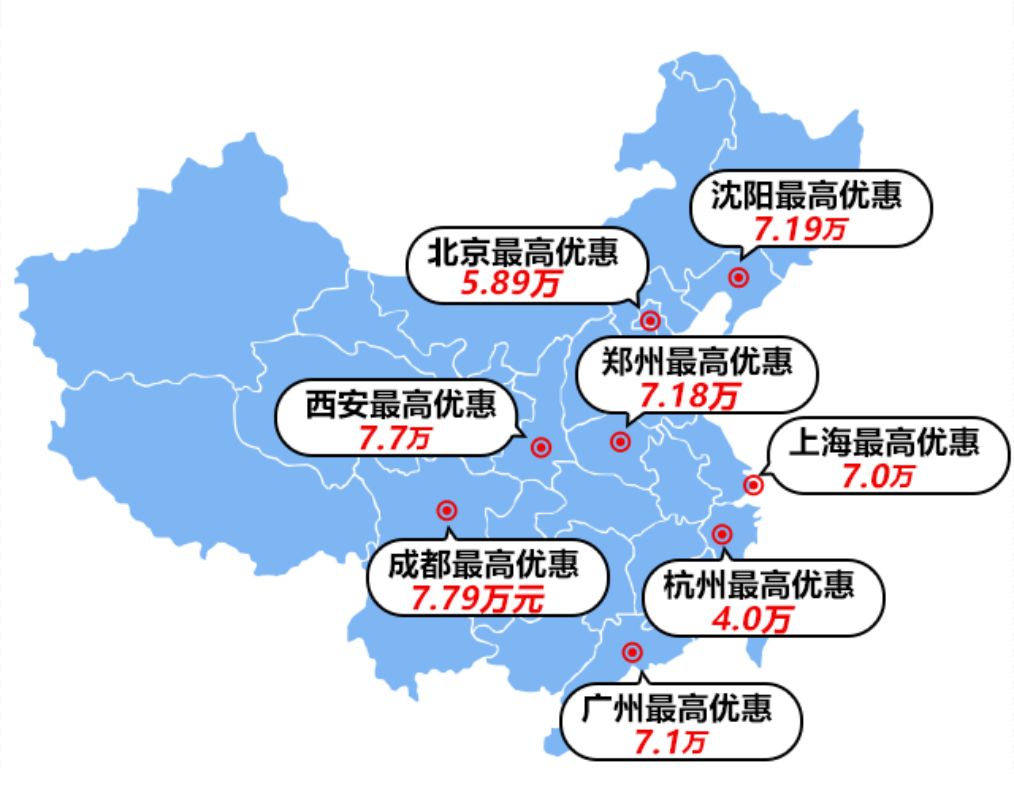 沈阳最高优惠
7.19万
北京最高优惠
5.89万
郑州最高优惠
7.18万
西安最高优惠
7.7万
上海最高优惠
7.0万
成都最高优惠
7.79万元
杭州最高优惠
4.0万
广州最高优惠
7.1万